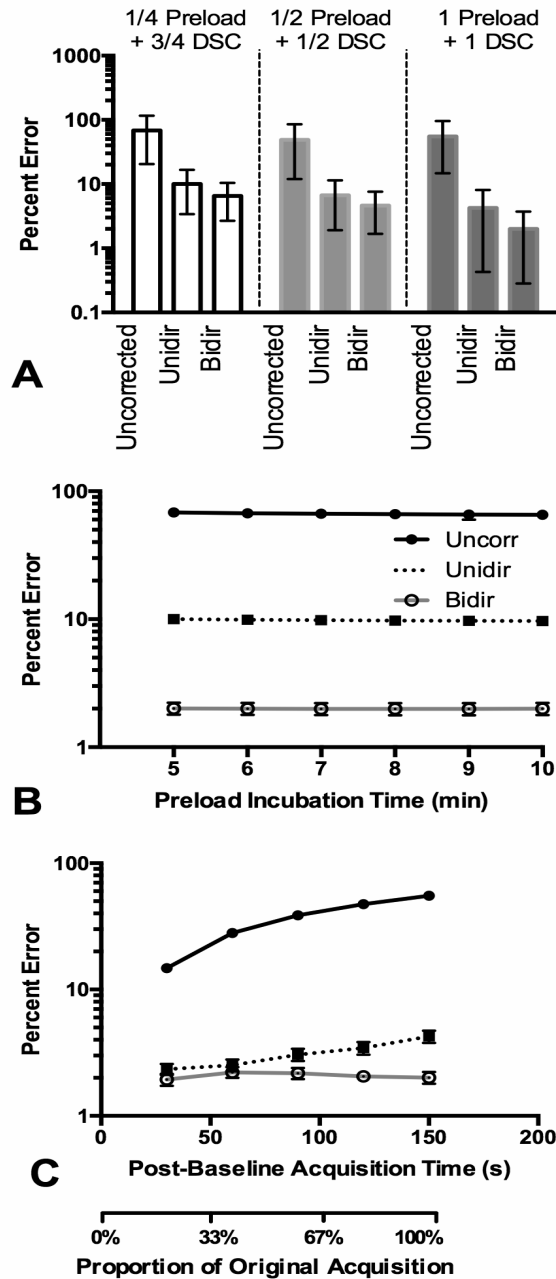 1/4 Preload + 3/4 DSC
1/2 Preload + 1/2 DSC
1 Preload + 1 DSC
Percent Error
1000
100
10
1
0.1
Uncorrected
Unidir
Bidir
Uncorrected
Unidir
Bidir
Uncorrected
Unidir
Bidir
A
Percent Error
100
10
1
Uncorr
Unidir
Bidir
5 6 7 8 9 10
Preload Incubation Time (min)
B
Percent Error
100
10
1
0 50 100 150 200
Post-Baseline Acquisition Time (s)
C
0% 33% 67% 100%
Proportion of Original Acquisition